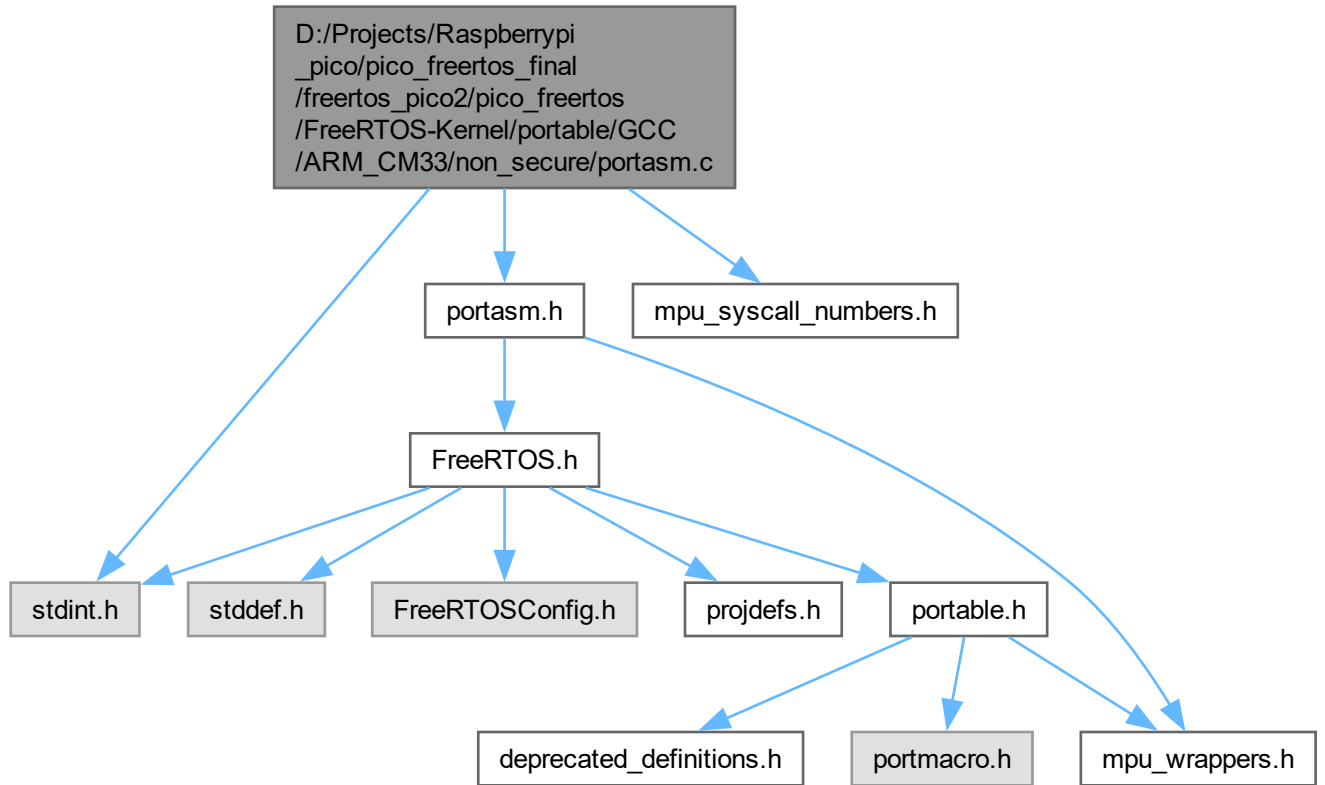 D:/Projects/Raspberrypi
_pico/pico_freertos_final
/freertos_pico2/pico_freertos
/FreeRTOS-Kernel/portable/GCC
/ARM_CM33/non_secure/portasm.c
portasm.h
mpu_syscall_numbers.h
FreeRTOS.h
stdint.h
stddef.h
FreeRTOSConfig.h
projdefs.h
portable.h
deprecated_definitions.h
portmacro.h
mpu_wrappers.h